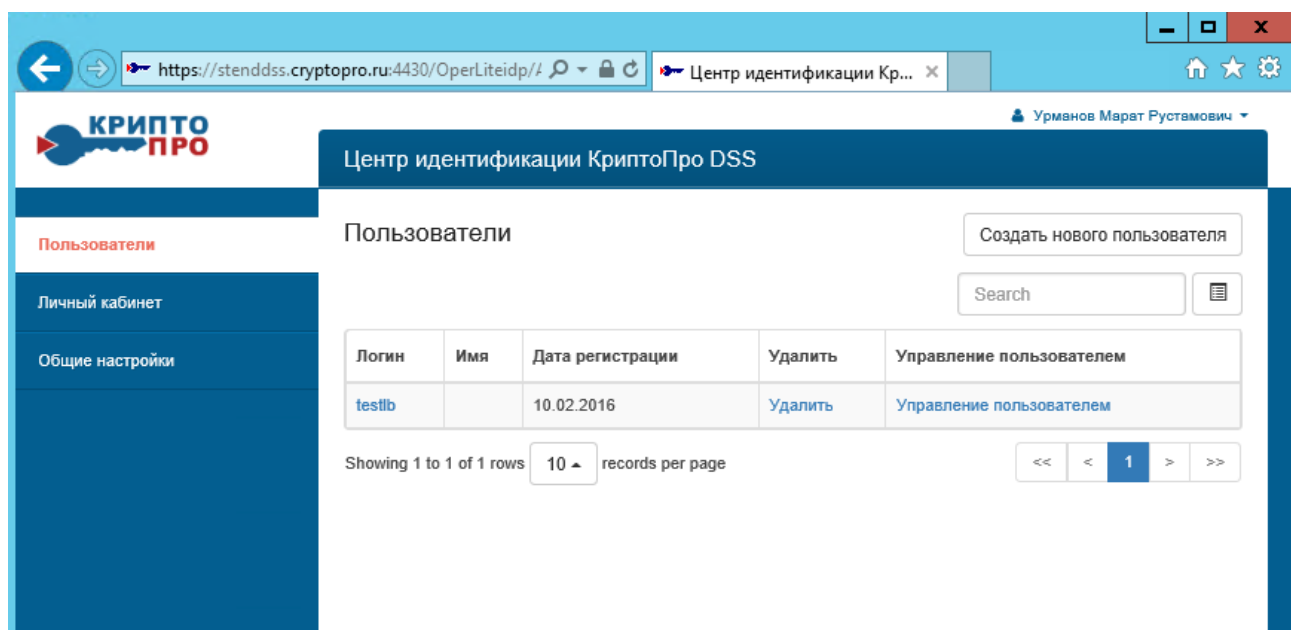 https://stenddss.cryptopro.ru:4430/OperLiteidp/A
Центр идентификации Кр...
КРИПТО
ПРО
Урманов Марат Рустамович
Центр идентификации КриптоПро DSS
Пользователи
Личный кабинет
Общие настройки
Пользователи
Создать нового пользователя
Search
Логин Имя Дата регистрации Удалить Управление пользователем
testlb 10.02.2016 Удалить Управление пользователем
Showing 1 to 1 of 1 rows 10 records per page << < 1 > >>